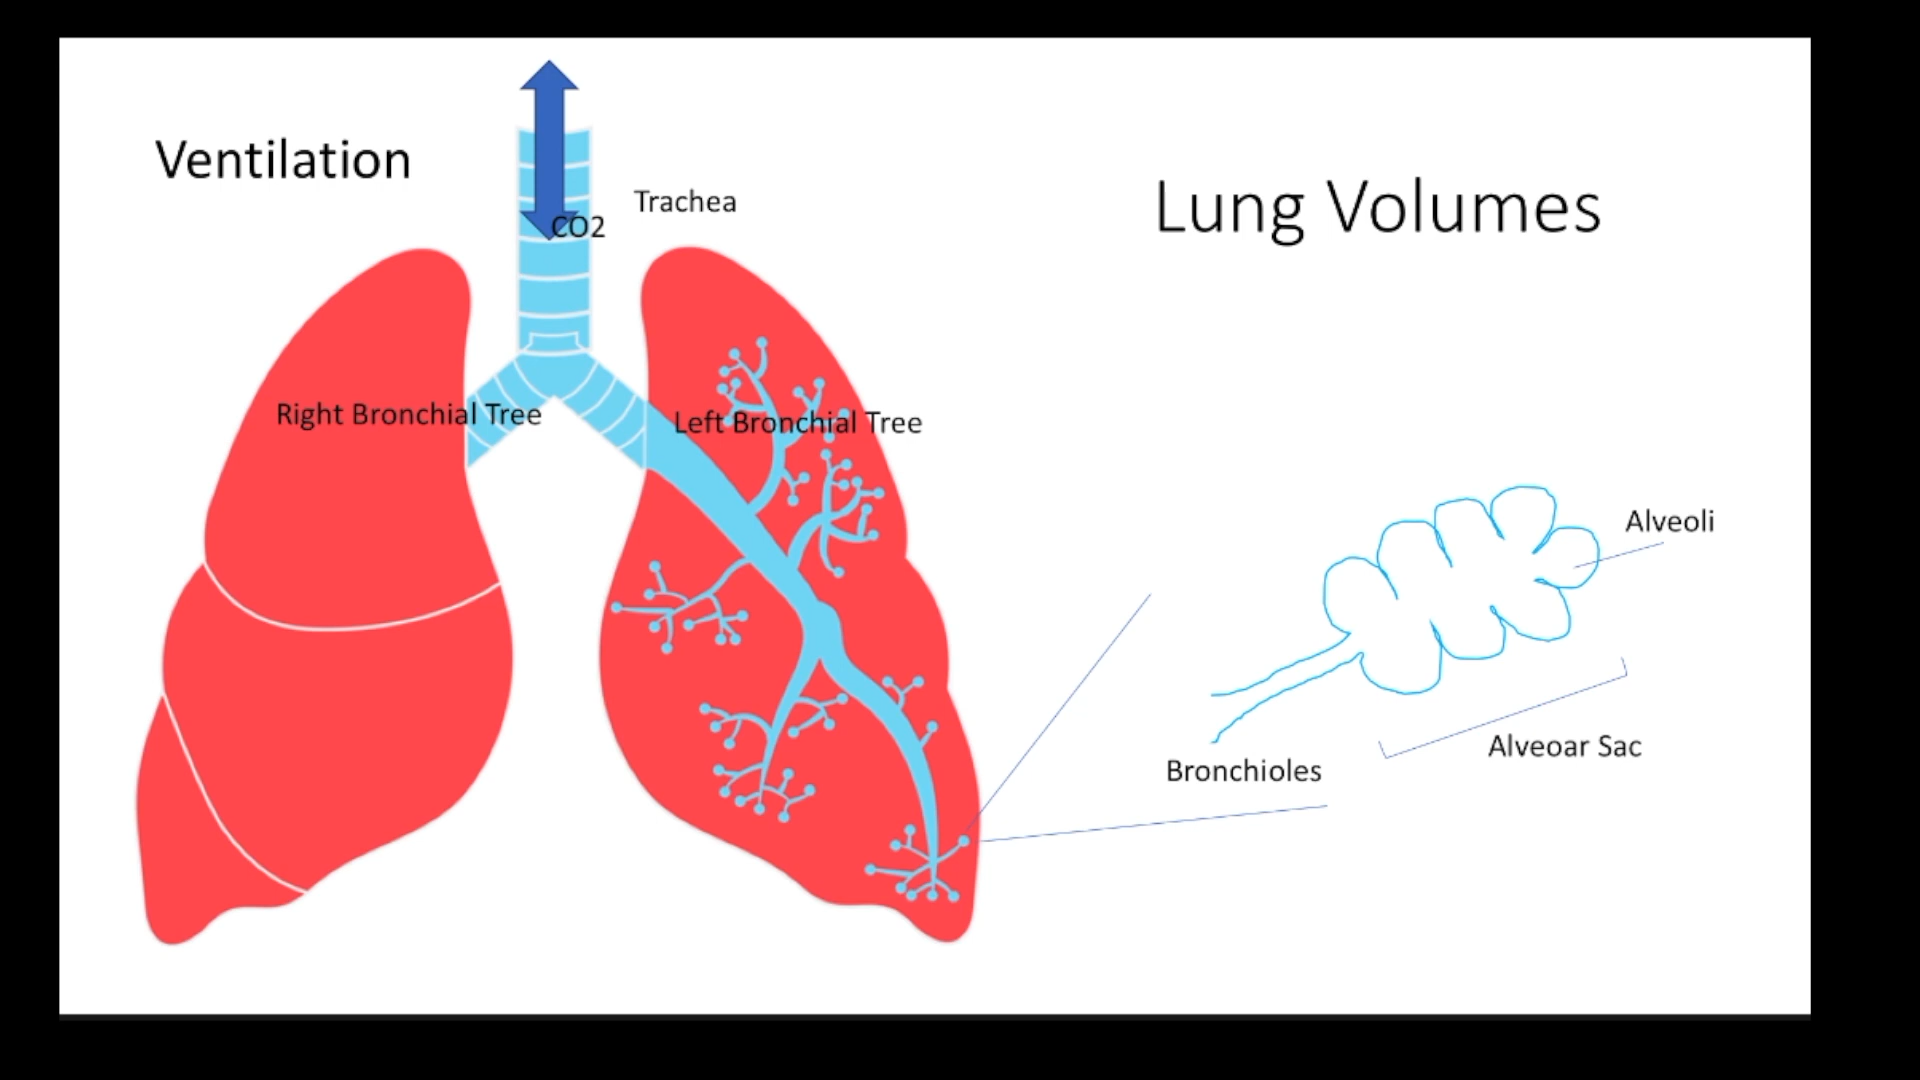 Ventilation
Lung Volumes
Trachea
CO2
Right Bronchial Tree
Left Bronchial Tree
Alveoli
Alveoar Sac
Bronchioles